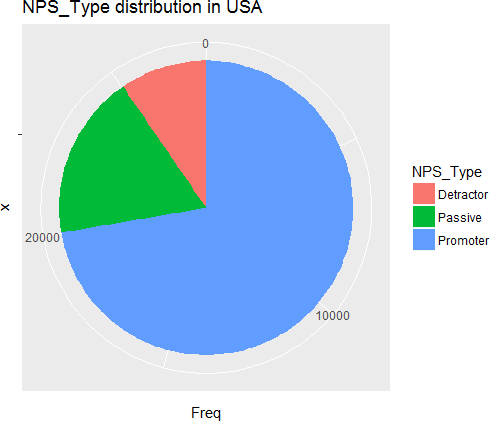 NPS_Type distribution in USA
0
20000
10000
x
Freq
NPS_Type
Detractor
Passive
Promoter